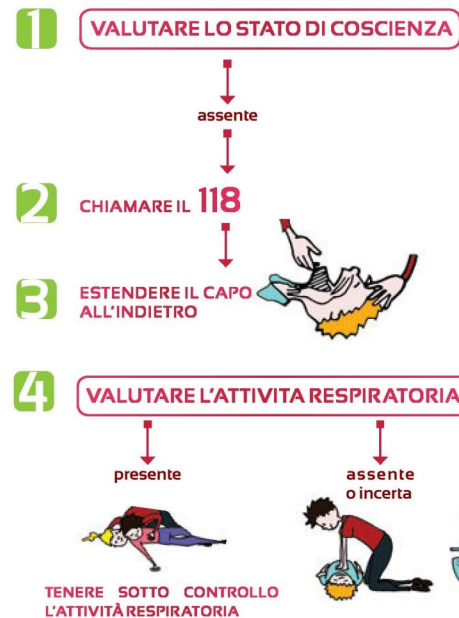 1 VALUTARE LO STATO DI COSCIENZA
assente
2 CHIAMARE IL 118
3 ESTENDERE IL CAPO
ALL'INDIETRO
4 VALUTARE L'ATTIVITA RESPIRATORIA
presente
assente
o incerta
TENERE SOTTO CONTROLLO
L'ATTIVITÀ RESPIRATORIA